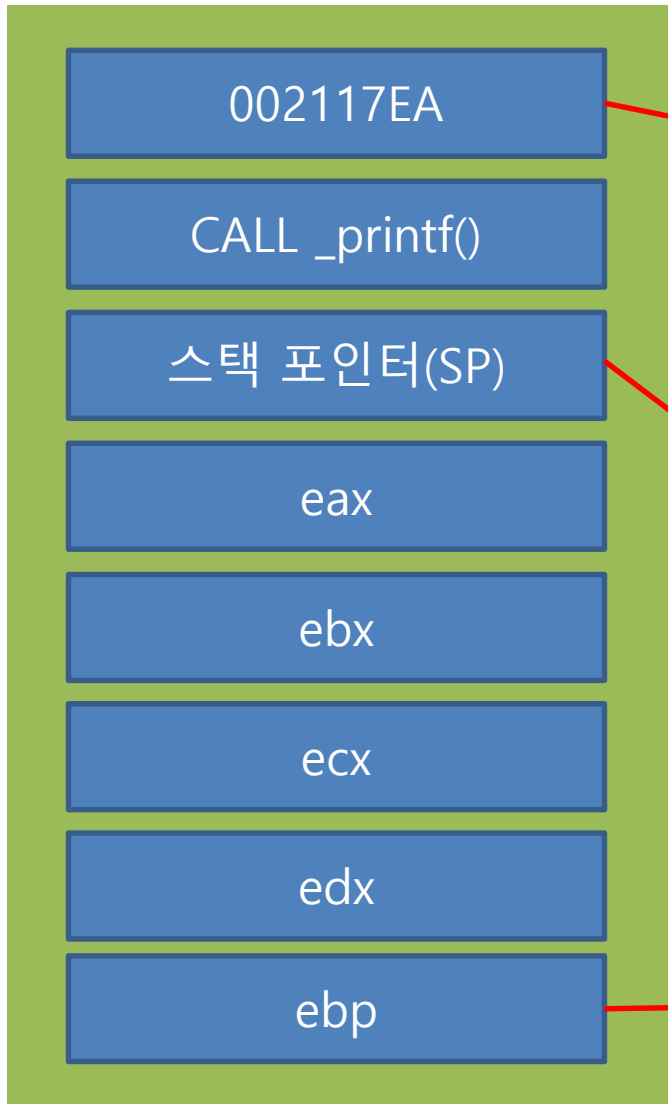 002117EA
CALL _printf()
스택 포인터(SP)
eax
ebx
ecx
edx
ebp